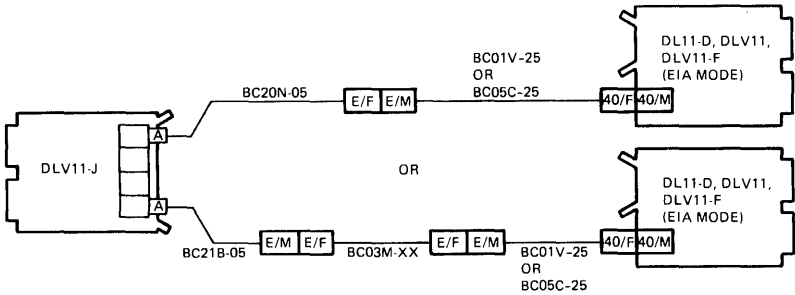 DL11-D, DLV11,
DLV11-F
(EIA MODE)
BC01V-25
OR
BC05C-25
BC20N-05
E/F E/M
40/F 40/M
A
DLV11-J
OR
A
DL11-D, DLV11,
DLV11-F
(EIA MODE)
E/M E/F
E/F E/M
40/F 40/M
BC21B-05
BC03M-XX
BC01V-25
OR
BC05C-25